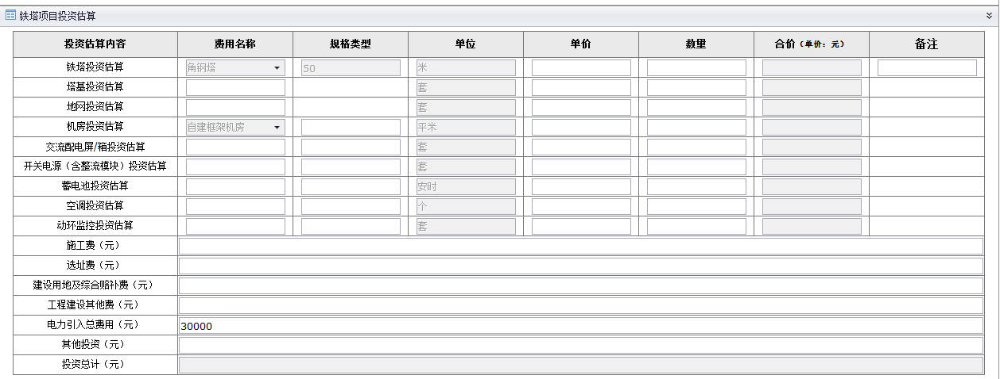 铁塔项目投资估算
投资估算内容 费用名称 规格类型 单位 单价 数量 合价（单价：元） 备注
铁塔投资估算 角钢塔 50 米
塔基投资估算 套
地网投资估算 套
机房投资估算 自建框架机房 平米
交流配电屏/箱投资估算 套
开关电源（含整流模块）投资估算 套
蓄电池投资估算 安时
空调投资估算 个
动环监控投资估算 套
施工费（元）
选址费（元）
建设用地及综合赔补费（元）
工程建设其他费（元）
电力引入总费用（元） 30000
其他投资（元）
投资总计（元）